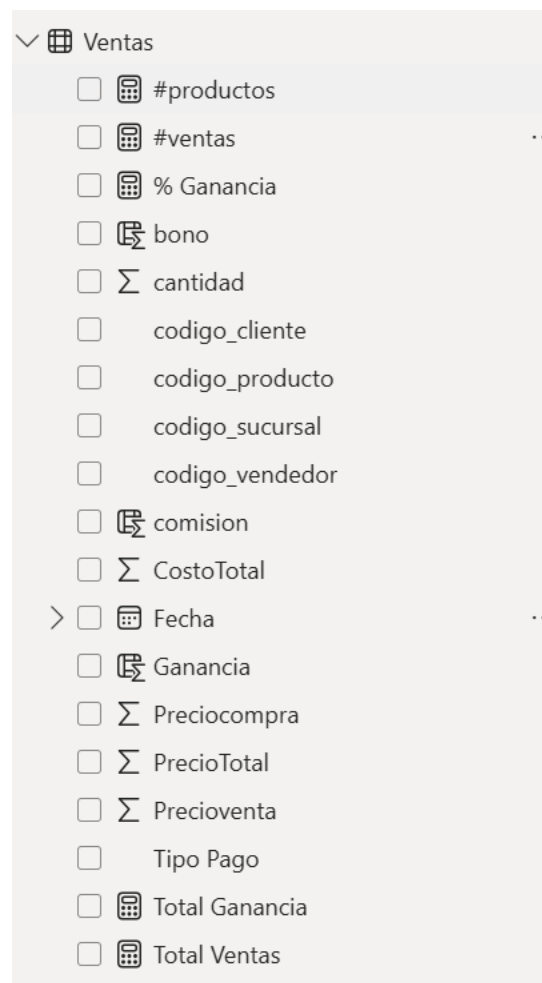 Ventas
#productos
#ventas
% Ganancia
bono
cantidad
codigo_cliente
codigo_producto
codigo_sucursal
codigo_vendedor
comision
CostoTotal
Fecha
Ganancia
Preciocompra
PrecioTotal
Precioventa
Tipo Pago
Total Ganancia
Total Ventas